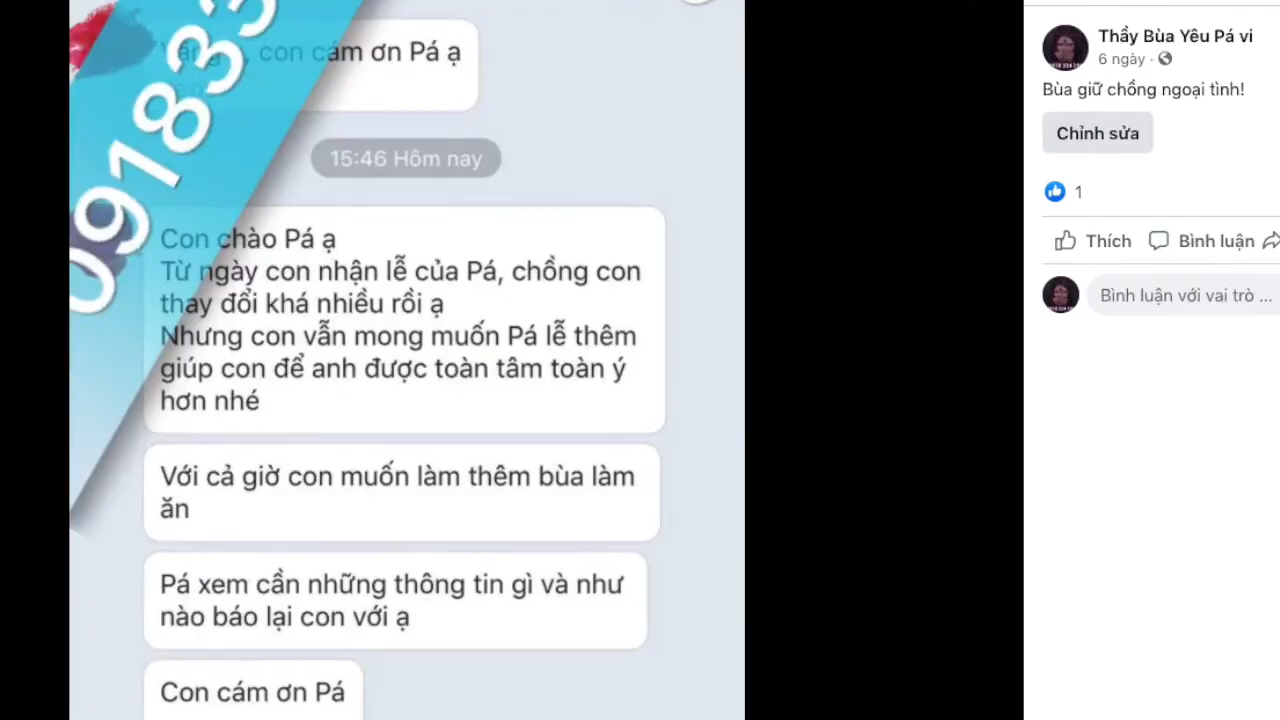 cám ơn Pá ạ
15:46 Hôm nay
Con chào Pá ạ
Từ ngày con nhận lễ của Pá, chồng con
thay đổi khá nhiều rồi ạ
Nhưng con vẫn mong muốn Pá lễ thêm
giúp con để anh được toàn tâm toàn ý
hơn nhé
Với cả giờ con muốn làm thêm bùa làm
ăn
Pá xem cần những thông tin gì và như
nào báo lại con với ạ
Con cám ơn Pá
091833
Thầy Bùa Yêu Pá vi
6 ngày ·
Bùa giữ chồng ngoại tình!
Chỉnh sửa
1
Thích
Bình luận
Bình luận với vai trò ...